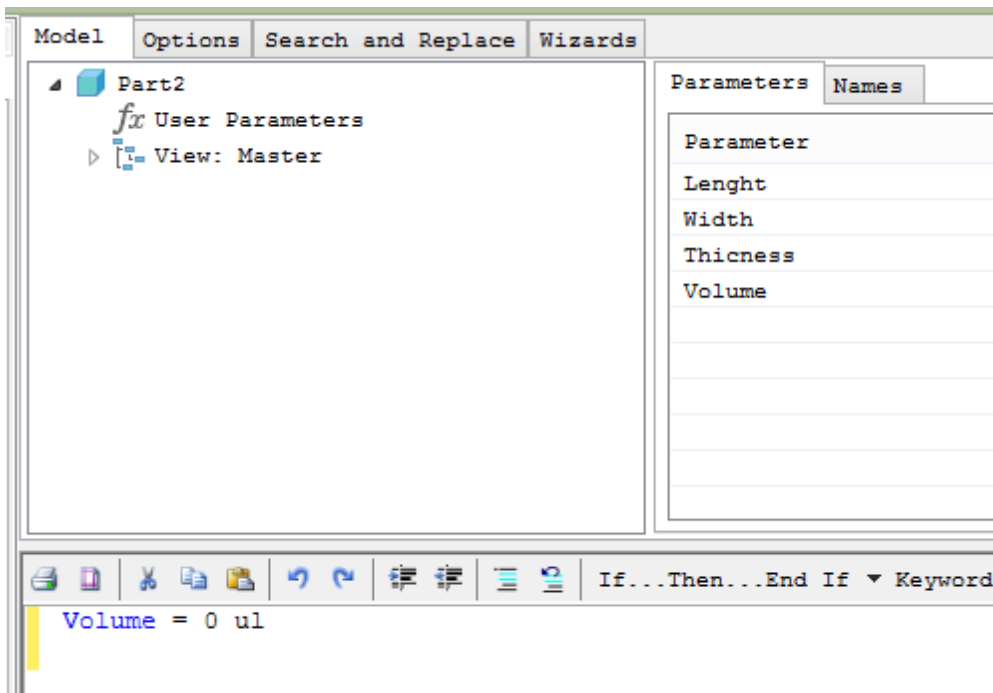 Model Options Search and Replace Wizards
Part2
fx User Parameters
View: Master
Parameters Names
Parameter
Lenght
Width
Thicness
Volume
If...Then...End If Keyword
Volume = 0 ul